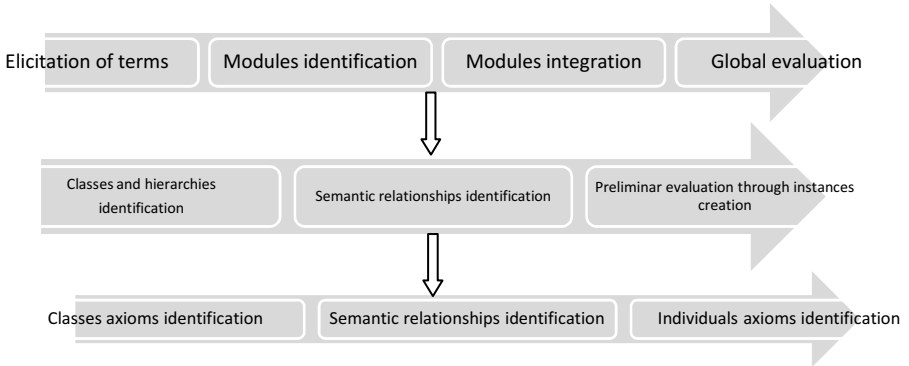 Elicitation of terms
Modules identification
Modules integration
Global evaluation
Classes and hierarchies
identification
Semantic relationships identification
Preliminar evaluation through instances
creation
Classes axioms identification
Semantic relationships identification
Individuals axioms identification